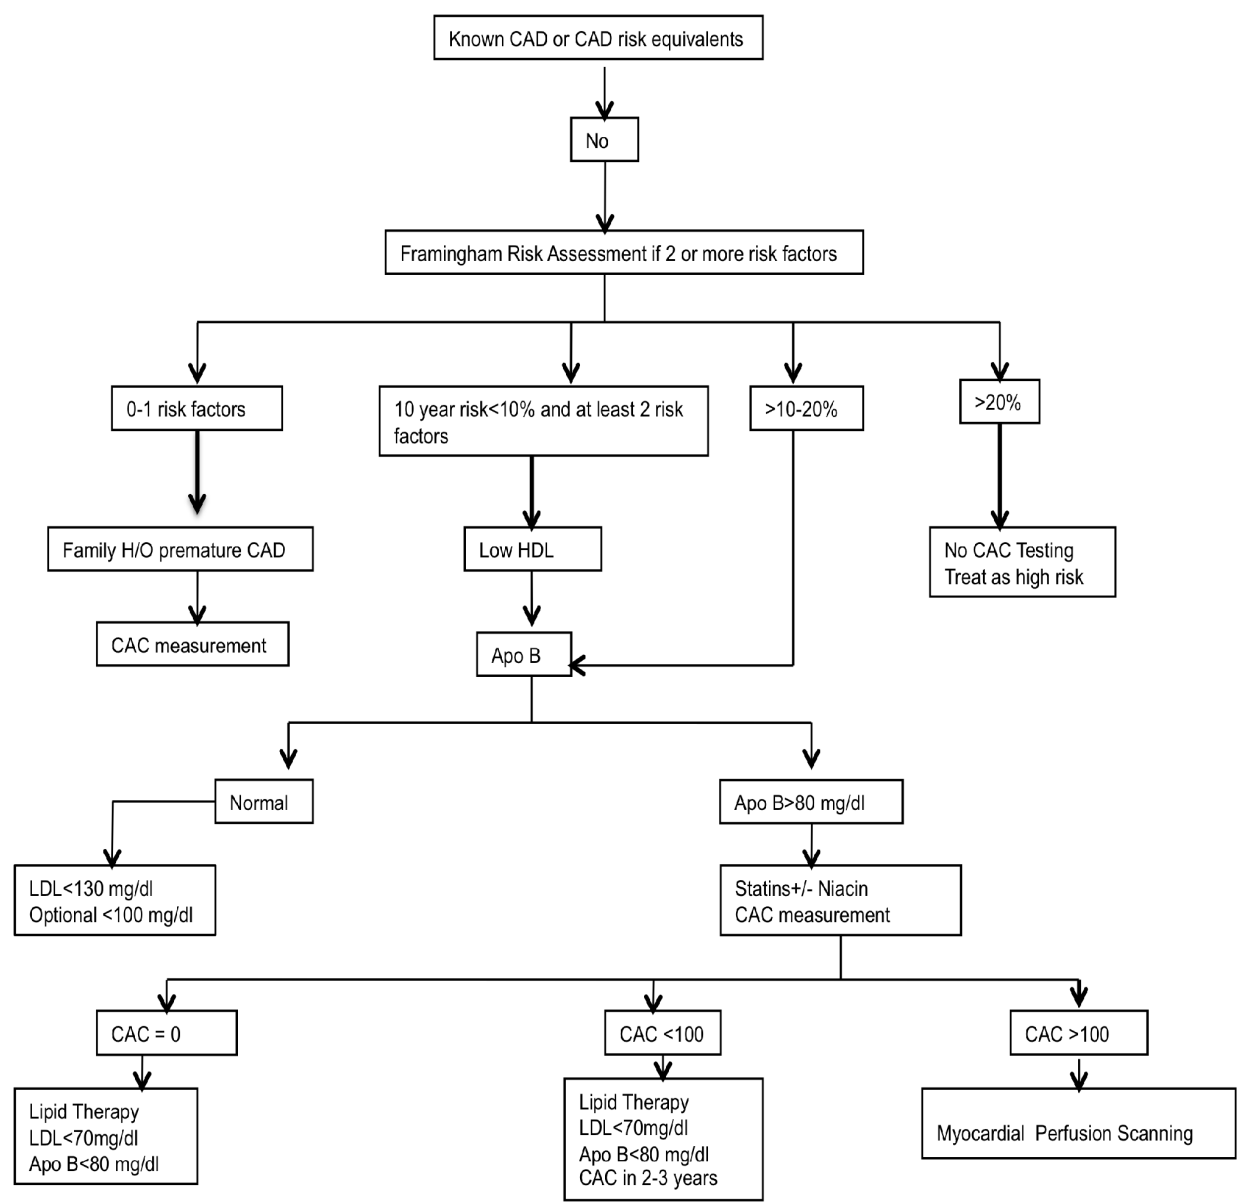 Known CAD or CAD risk equivalents
No
Framingham Risk Assessment if 2 or more risk factors
0-1 risk factors
10 year risk<10% and at least 2 risk
factors
>10-20%
>20%
Family H/O premature CAD
Low HDL
No CAC Testing
Treat as high risk
CAC measurement
Apo B
Normal
Apo B>80 mg/dl
LDL<130 mg/dl
Optional <100 mg/dl
Statins+/- Niacin
CAC measurement
CAC = 0
CAC <100
CAC >100
Lipid Therapy
LDL<70mg/dl
Apo B<80 mg/dl
Lipid Therapy
LDL<70mg/dl
Apo B<80 mg/dl
CAC in 2-3 years
Myocardial Perfusion Scanning